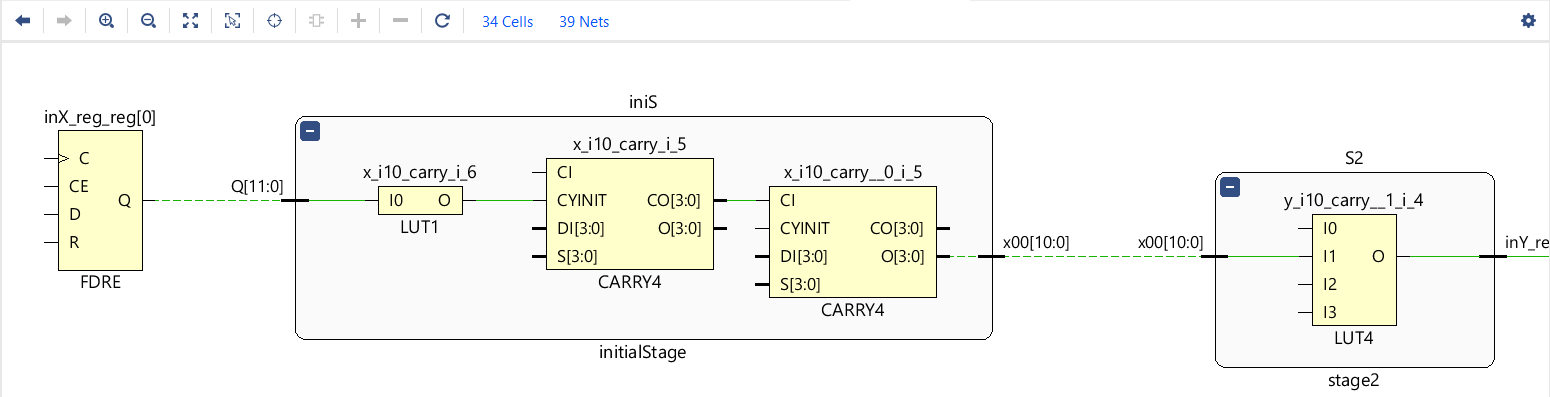 34 Cells 39 Nets
inX_reg_reg[0]
C
CE
D
R
Q
FDRE
Q[11:0]
iniS
x_i10_carry_i_6
I0 O
LUT1
x_i10_carry_i_5
CI
CYINIT CO[3:0]
DI[3:0] O[3:0]
S[3:0]
CARRY4
x_i10_carry__0_i_5
CI
CYINIT CO[3:0]
DI[3:0] O[3:0]
S[3:0]
CARRY4
initialStage
x00[10:0]
x00[10:0]
S2
y_i10_carry__1_i_4
I0
I1 O
I2
I3
LUT4
stage2
inY_re